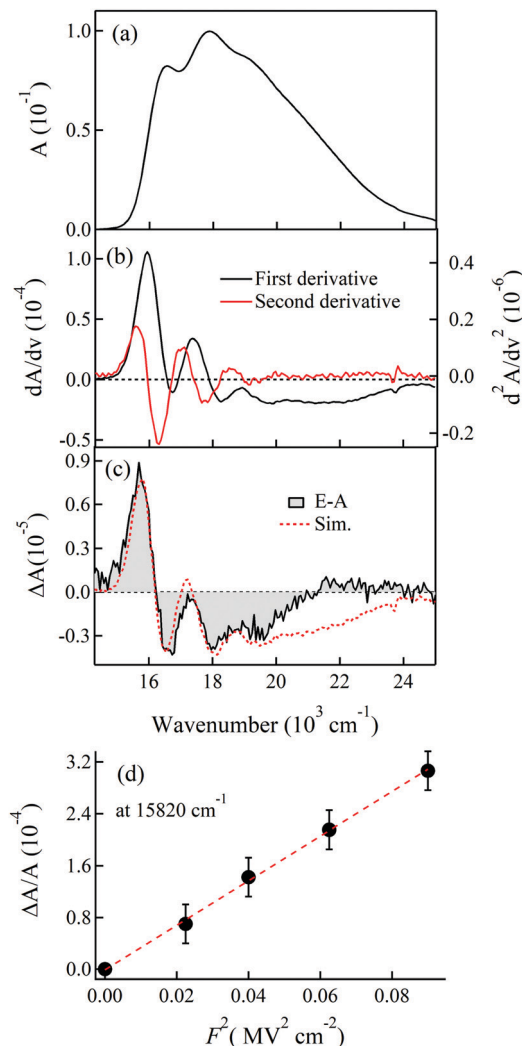 (a)
A (10⁻¹)
1.0
0.5
0.0
(b)
First derivative
Second derivative
dA/dv (10⁻⁴)
1.0
0.5
0.0
-0.5
d²A/dv² (10⁻⁶)
0.4
0.2
0.0
-0.2
(c)
E-A
Sim.
ΔA(10⁻⁵)
0.9
0.6
0.3
0.0
-0.3
16 18 20 22 24
Wavenumber (10³ cm⁻¹)
(d)
at 15820 cm⁻¹
ΔA/A (10⁻⁴)
3.2
2.4
1.6
0.8
0.0
0.00 0.02 0.04 0.06 0.08
F²( MV² cm⁻²)